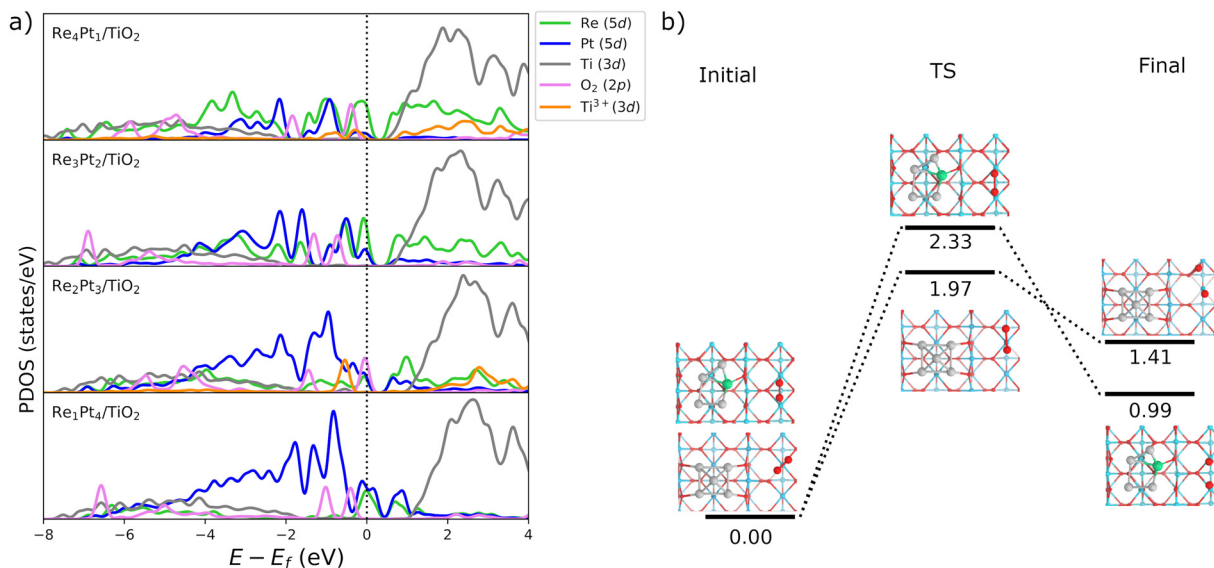 a)
Re₄Pt₁/TiO₂
Re₃Pt₂/TiO₂
Re₂Pt₃/TiO₂
Re₁Pt₄/TiO₂
PDOS (states/eV)
−8 −6 −4 −2 0 2 4
E − E_f (eV)
Re (5d)
Pt (5d)
Ti (3d)
O₂ (2p)
Ti³⁺ (3d)
b)
Initial TS Final
2.33
1.97
1.41
0.99
0.00